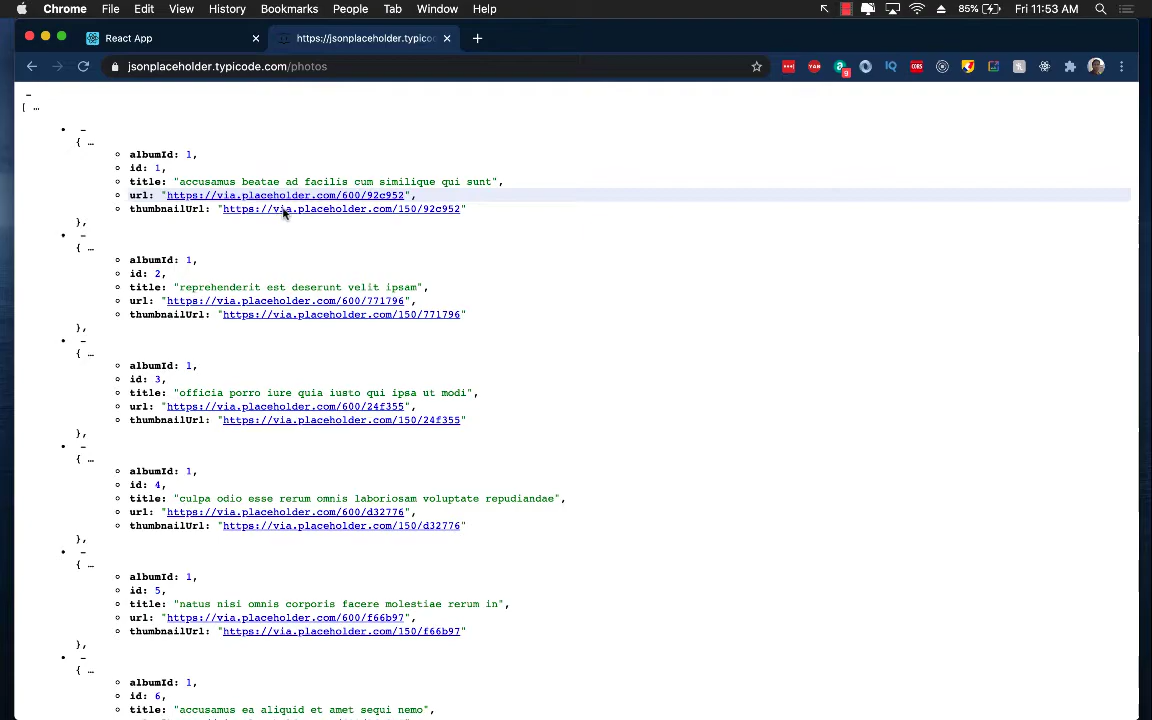 Chrome File Edit View History Bookmarks People Tab Window Help 85% Fri 11:53 AM
React App https://jsonplaceholder.typico
jsonplaceholder.typicode.com/photos
[ …
{ …
albumId: 1,
id: 1,
title: "accusamus beatae ad facilis cum similique qui sunt",
url: "https://via.placeholder.com/600/92c952",
thumbnailUrl: "https://via.placeholder.com/150/92c952"
},
{ …
albumId: 1,
id: 2,
title: "reprehenderit est deserunt velit ipsam",
url: "https://via.placeholder.com/600/771796",
thumbnailUrl: "https://via.placeholder.com/150/771796"
},
{ …
albumId: 1,
id: 3,
title: "officia porro iure quia iusto qui ipsa ut modi",
url: "https://via.placeholder.com/600/24f355",
thumbnailUrl: "https://via.placeholder.com/150/24f355"
},
{ …
albumId: 1,
id: 4,
title: "culpa odio esse rerum omnis laboriosam voluptate repudiandae",
url: "https://via.placeholder.com/600/d32776",
thumbnailUrl: "https://via.placeholder.com/150/d32776"
},
{ …
albumId: 1,
id: 5,
title: "natus nisi omnis corporis facere molestiae rerum in",
url: "https://via.placeholder.com/600/f66b97",
thumbnailUrl: "https://via.placeholder.com/150/f66b97"
},
{ …
albumId: 1,
id: 6,
title: "accusamus ea aliquid et amet sequi nemo",